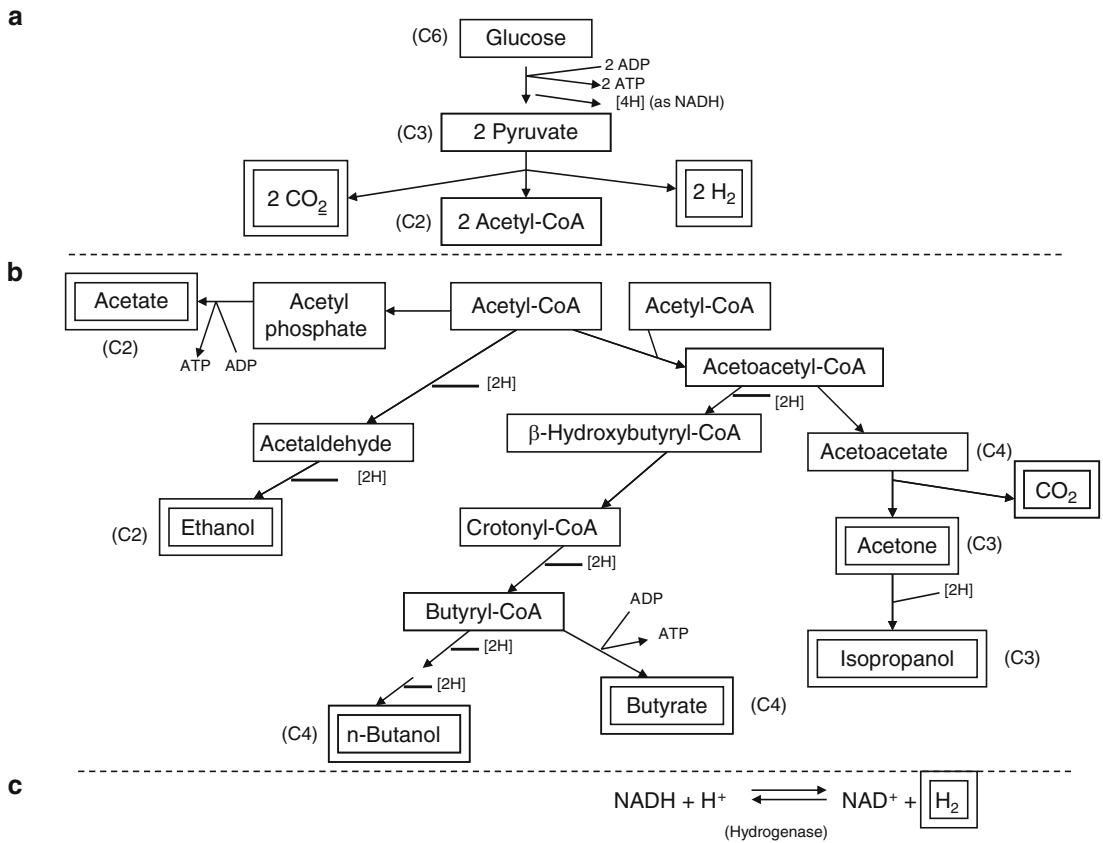 a
(C6) Glucose
2 ADP
2 ATP
[4H] (as NADH)
(C3) 2 Pyruvate
2 CO₂
2 H₂
(C2) 2 Acetyl-CoA
b
Acetate
(C2)
Acetyl
phosphate
ATP ADP
Acetyl-CoA
Acetyl-CoA
Acetoacetyl-CoA
[2H]
[2H]
Acetaldehyde
β-Hydroxybutyryl-CoA
Acetoacetate (C4)
[2H]
CO₂
(C2) Ethanol
Crotonyl-CoA
Acetone (C3)
[2H]
[2H]
Butyryl-CoA
ADP
ATP
[2H]
Isopropanol (C3)
[2H]
Butyrate (C4)
(C4) n-Butanol
c
NADH + H⁺ NAD⁺ + H₂
(Hydrogenase)